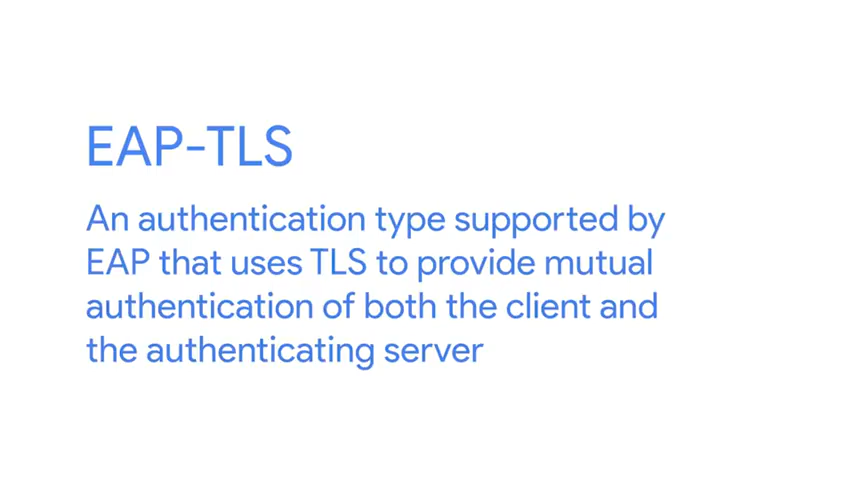 EAP-TLS
An authentication type supported by
EAP that uses TLS to provide mutual
authentication of both the client and
the authenticating server